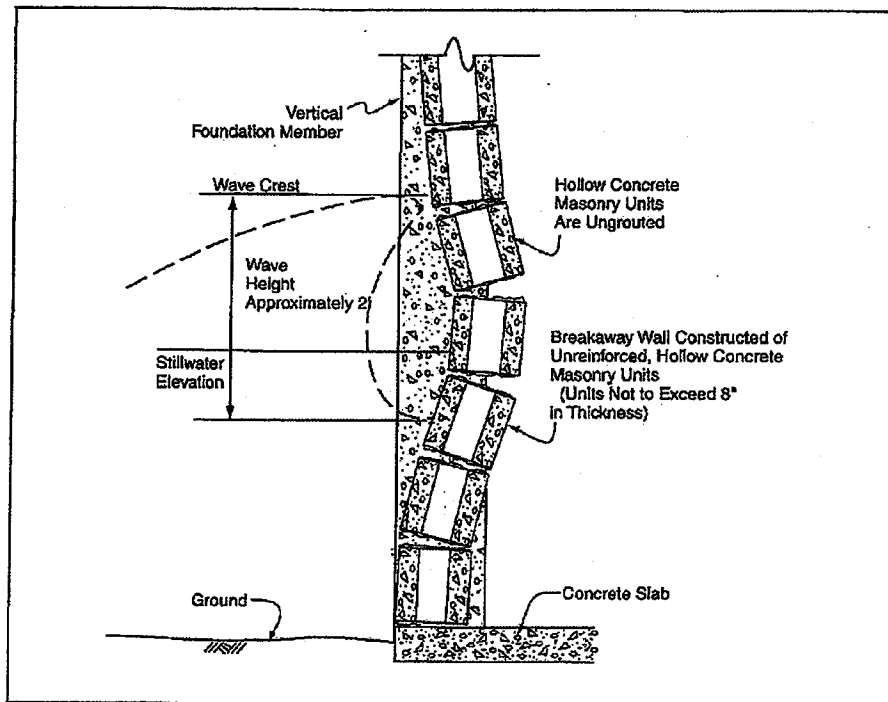 Vertical
Foundation Member
Wave Crest
Hollow Concrete
Masonry Units
Are Ungrouted
Wave
Height
Approximately 2'
Breakaway Wall Constructed of
Unreinforced, Hollow Concrete
Masonry Units
(Units Not to Exceed 8"
in Thickness)
Stillwater
Elevation
Ground
Concrete Slab